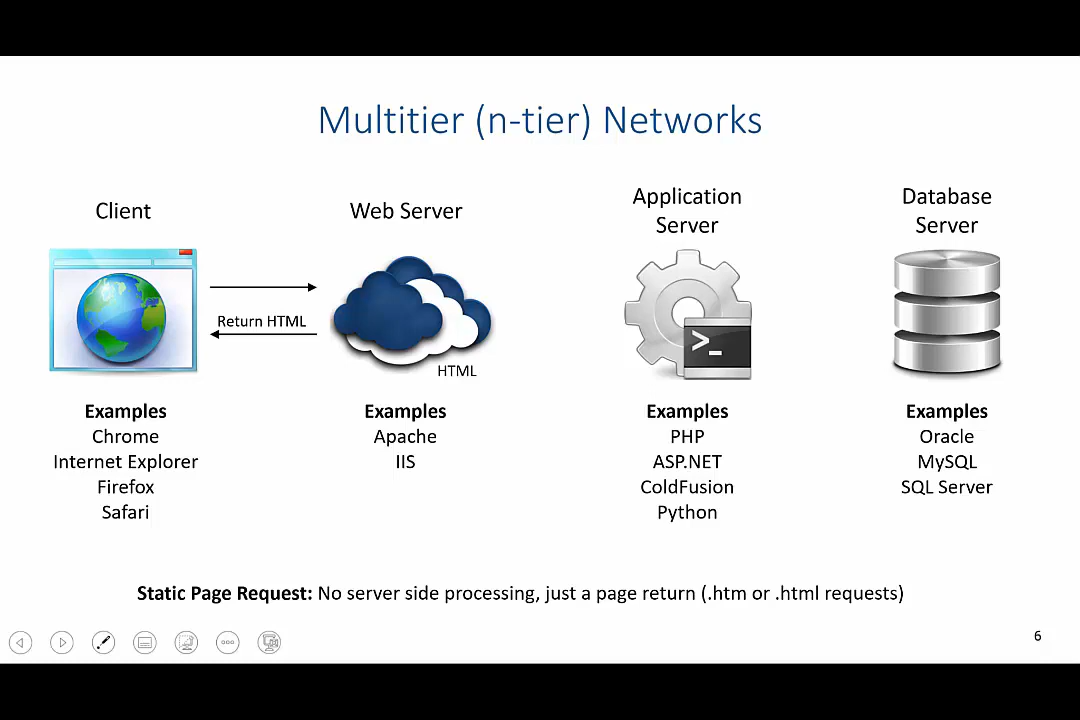 Multitier (n-tier) Networks
Client
Web Server
Application
Server
Database
Server
Return HTML
HTML
>_
Examples
Chrome
Internet Explorer
Firefox
Safari
Examples
Apache
IIS
Examples
PHP
ASP.NET
ColdFusion
Python
Examples
Oracle
MySQL
SQL Server
Static Page Request: No server side processing, just a page return (.htm or .html requests)
6